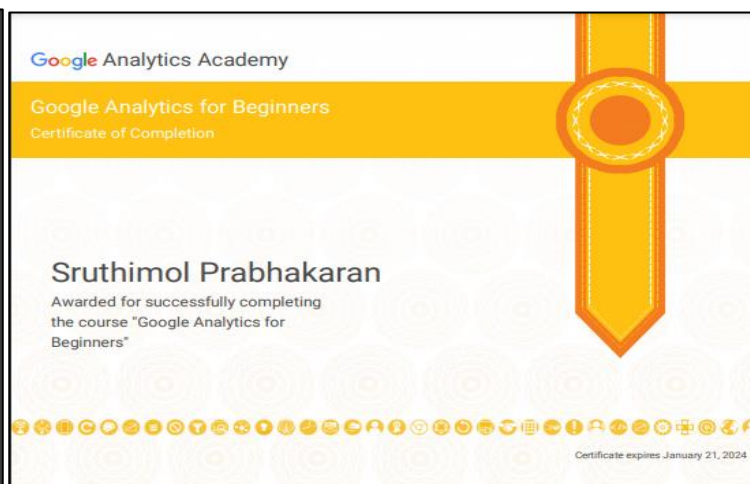 Google Analytics Academy
Google Analytics for Beginners
Certificate of Completion
Sruthimol Prabhakaran
Awarded for successfully completing
the course "Google Analytics for
Beginners"
Certificate expires January 21, 2024